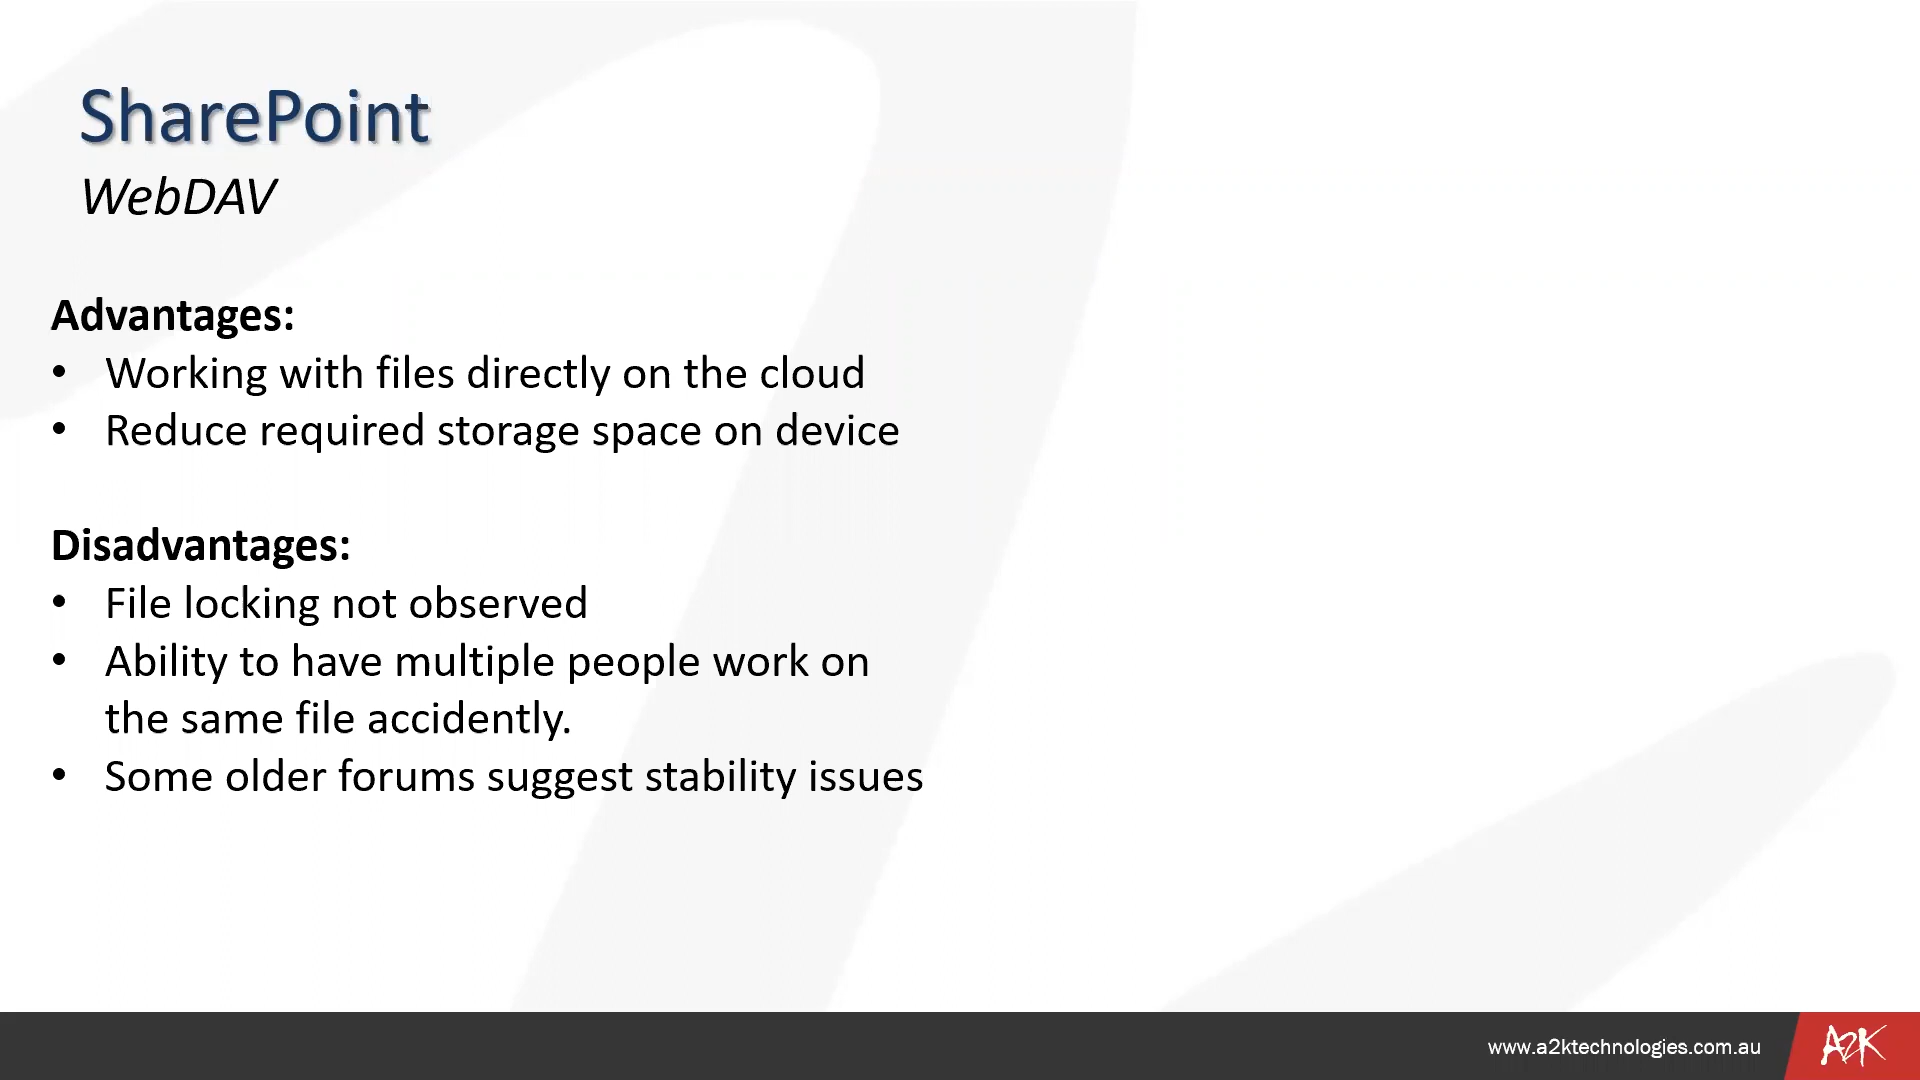 SharePoint
WebDAV
Advantages:
• Working with files directly on the cloud
• Reduce required storage space on device
Disadvantages:
• File locking not observed
• Ability to have multiple people work on
the same file accidently.
• Some older forums suggest stability issues
www.a2ktechnologies.com.au
A2K